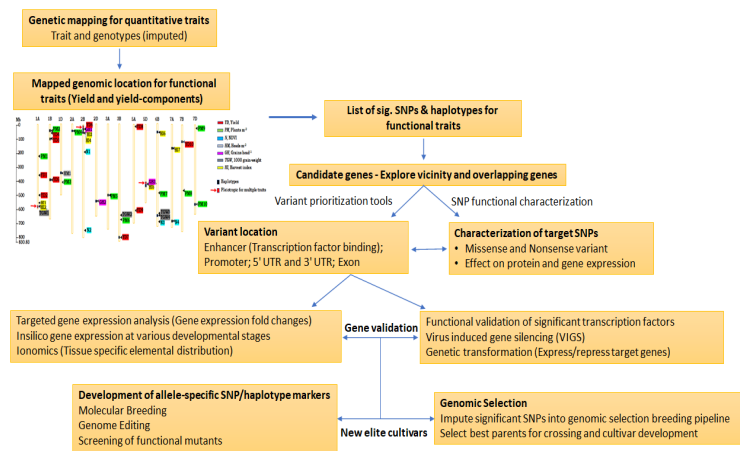 Genetic mapping for quantitative traits
Trait and genotypes (imputed)
Mapped genomic location for functional
traits (Yield and yield-components)
List of sig. SNPs & haplotypes for
functional traits
Candidate genes - Explore vicinity and overlapping genes
Variant prioritization tools
SNP functional characterization
Variant location
Enhancer (Transcription factor binding);
Promoter; 5' UTR and 3' UTR; Exon
Characterization of target SNPs
• Missense and Nonsense variant
• Effect on protein and gene expression
Targeted gene expression analysis (Gene expression fold changes)
Insilico gene expression at various developmental stages
Ionomics (Tissue specific elemental distribution)
Gene validation
Functional validation of significant transcription factors
Virus induced gene silencing (VIGS)
Genetic transformation (Express/repress target genes)
Development of allele-specific SNP/haplotype markers
Molecular Breeding
Genome Editing
Screening of functional mutants
New elite cultivars
Genomic Selection
Impute significant SNPs into genomic selection breeding pipeline
Select best parents for crossing and cultivar development